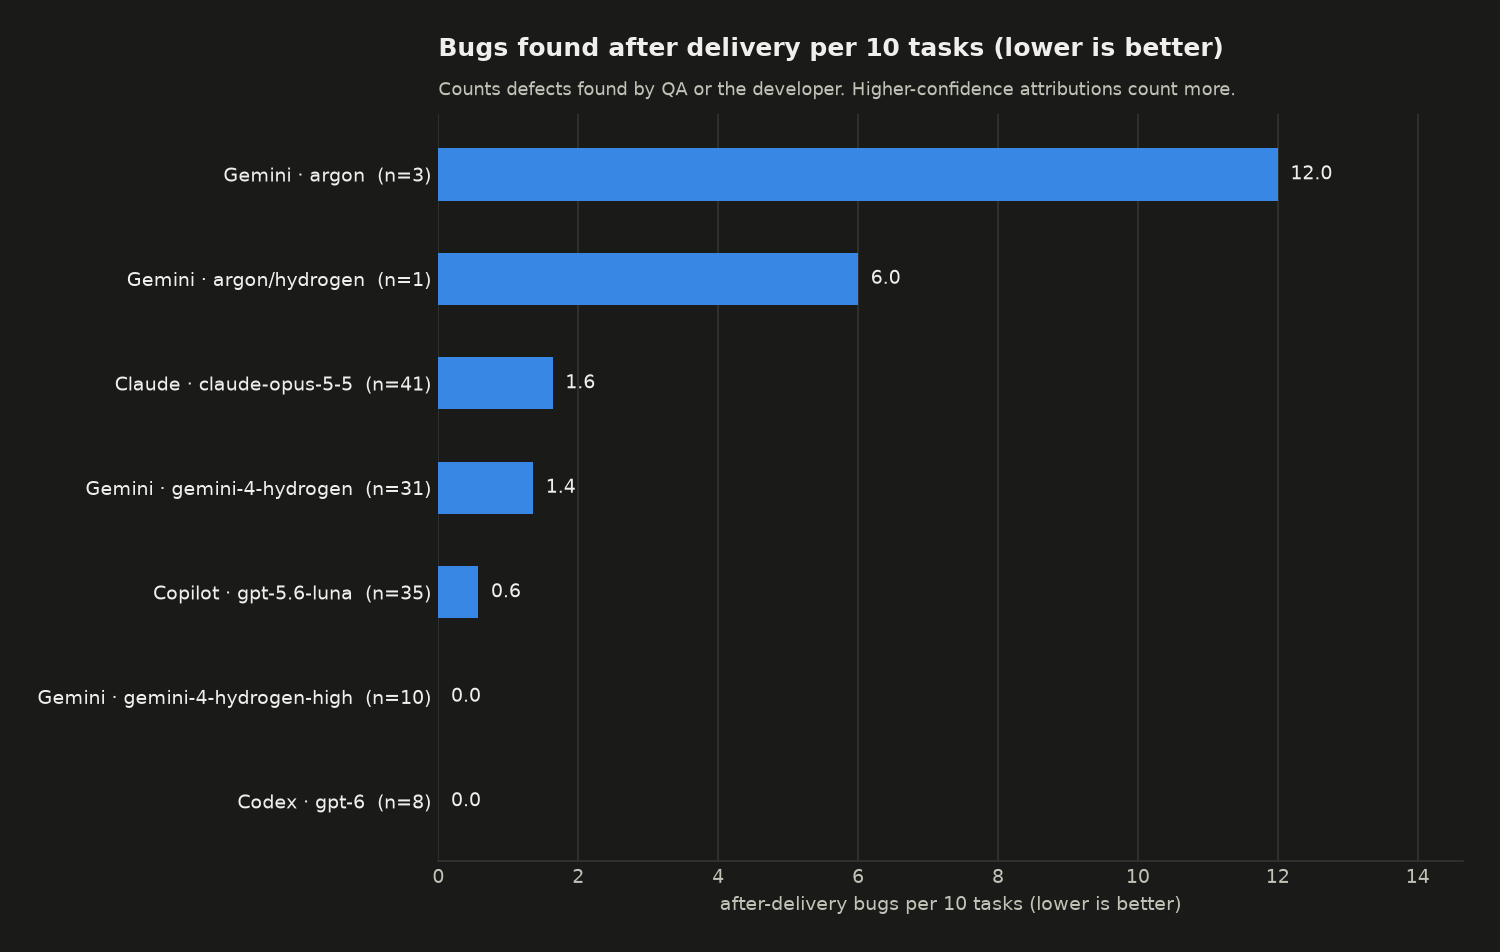 Bugs found after delivery per 10 tasks (lower is better)
Counts defects found by QA or the developer. Higher-confidence attributions count more.
Gemini · argon (n=3) 12.0
Gemini · argon/hydrogen (n=1) 6.0
Claude · claude-opus-5-5 (n=41) 1.6
Gemini · gemini-4-hydrogen (n=31) 1.4
Copilot · gpt-5.6-luna (n=35) 0.6
Gemini · gemini-4-hydrogen-high (n=10) 0.0
Codex · gpt-6 (n=8) 0.0
0 2 4 6 8 10 12 14
after-delivery bugs per 10 tasks (lower is better)